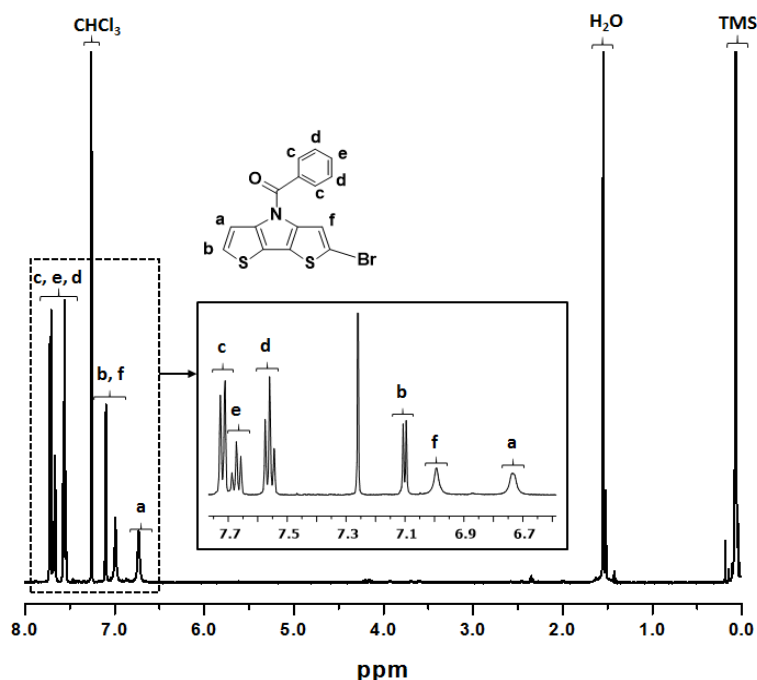 CHCl3
H2O
TMS
d
c
e
O
d
c
a
N
f
b
S
S
Br
c, e, d
b, f
a
c
d
e
b
f
a
7.7
7.5
7.3
7.1
6.9
6.7
8.0
7.0
6.0
5.0
4.0
3.0
2.0
1.0
0.0
ppm